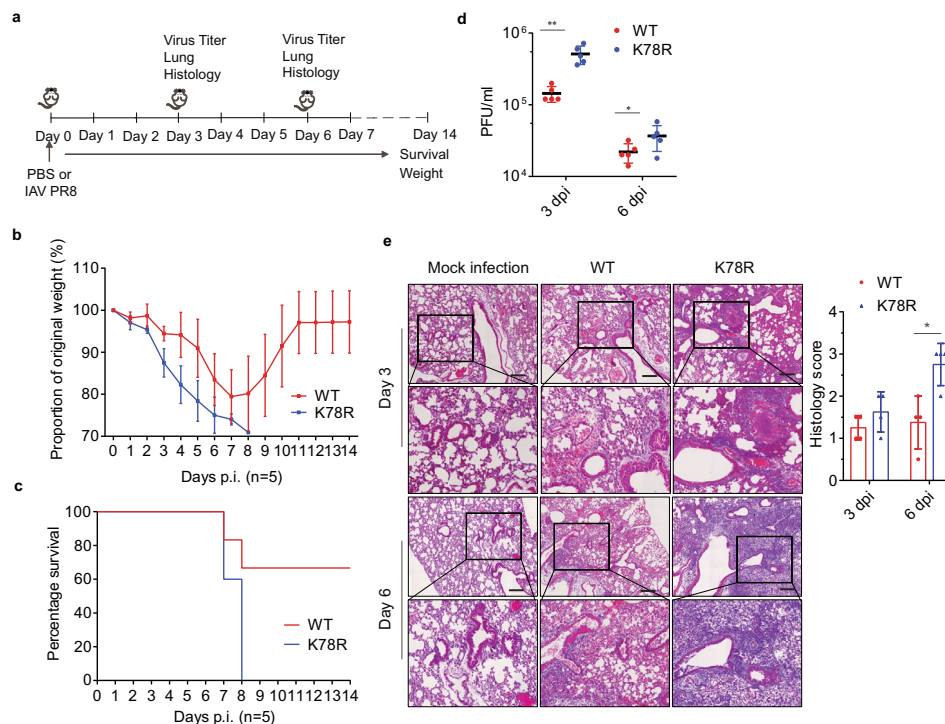 a
Virus Titer
Lung
Histology
Virus Titer
Lung
Histology
Day 0 Day 1 Day 2 Day 3 Day 4 Day 5 Day 6 Day 7 Day 14
PBS or
IAV PR8
Survival
Weight
b
Proportion of original weight (%)
110
100
90
80
70
WT
K78R
0 1 2 3 4 5 6 7 8 9 10 11 12 13 14
Days p.i. (n=5)
c
Percentage survival
100
80
60
40
20
0
WT
K78R
0 1 2 3 4 5 6 7 8 9 10 11 12 13 14
Days p.i. (n=5)
d
PFU/ml
10⁶
10⁵
10⁴
**
*
WT
K78R
3 dpi
6 dpi
e
Mock infection WT K78R
Day 3
Day 6
WT
K78R
Histology score
4
3
2
1
0
*
3 dpi
6 dpi